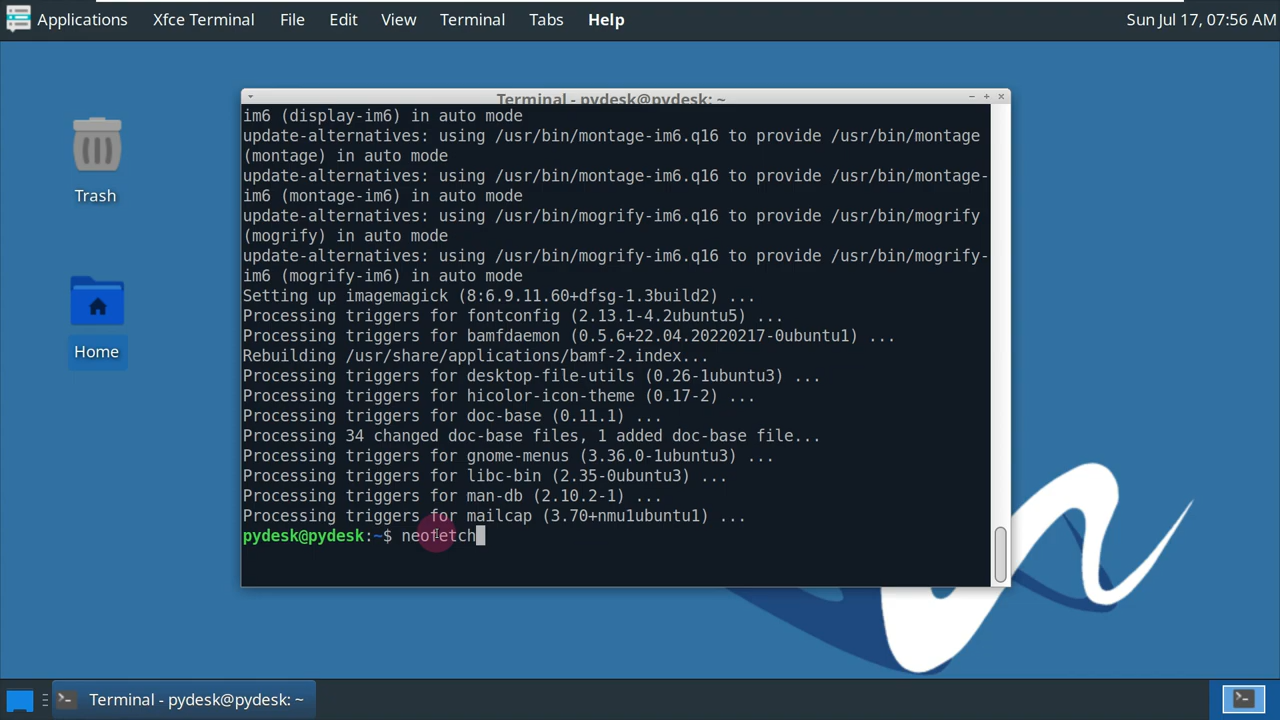 Applications Xfce Terminal File Edit View Terminal Tabs Help Sun Jul 17, 07:56 AM
Trash
Home
Terminal - pydesk@pydesk: ~
im6 (display-im6) in auto mode
update-alternatives: using /usr/bin/montage-im6.q16 to provide /usr/bin/montage
(montage) in auto mode
update-alternatives: using /usr/bin/montage-im6.q16 to provide /usr/bin/montage-
im6 (montage-im6) in auto mode
update-alternatives: using /usr/bin/mogrify-im6.q16 to provide /usr/bin/mogrify
(mogrify) in auto mode
update-alternatives: using /usr/bin/mogrify-im6.q16 to provide /usr/bin/mogrify-
im6 (mogrify-im6) in auto mode
Setting up imagemagick (8:6.9.11.60+dfsg-1.3build2) ...
Processing triggers for fontconfig (2.13.1-4.2ubuntu5) ...
Processing triggers for bamfdaemon (0.5.6+22.04.20220217-0ubuntu1) ...
Rebuilding /usr/share/applications/bamf-2.index...
Processing triggers for desktop-file-utils (0.26-1ubuntu3) ...
Processing triggers for hicolor-icon-theme (0.17-2) ...
Processing triggers for doc-base (0.11.1) ...
Processing 34 changed doc-base files, 1 added doc-base file...
Processing triggers for gnome-menus (3.36.0-1ubuntu3) ...
Processing triggers for libc-bin (2.35-0ubuntu3) ...
Processing triggers for man-db (2.10.2-1) ...
Processing triggers for mailcap (3.70+nmu1ubuntu1) ...
pydesk@pydesk:~$ neofetch
Terminal - pydesk@pydesk: ~